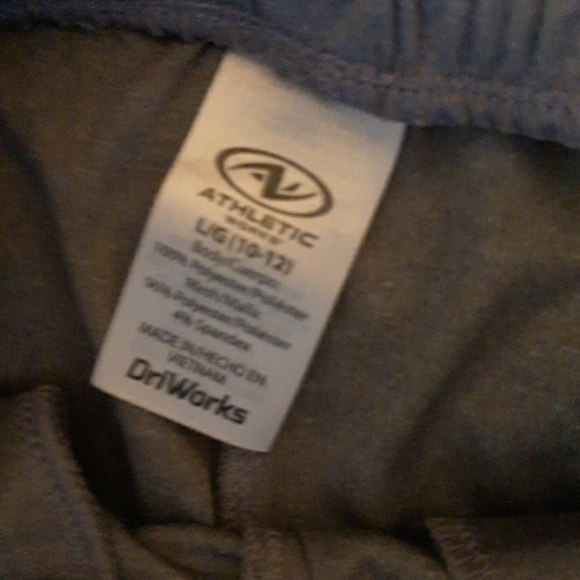 AW
ATHLETIC
WORKS
L/G (10-12)
Body/Cuerpo:
100% Polyester/Poliéster
Mesh/Malla:
96% Polyester/Poliéster
4% Spandex
MADE IN/HECHO EN
VIETNAM
DriWorks